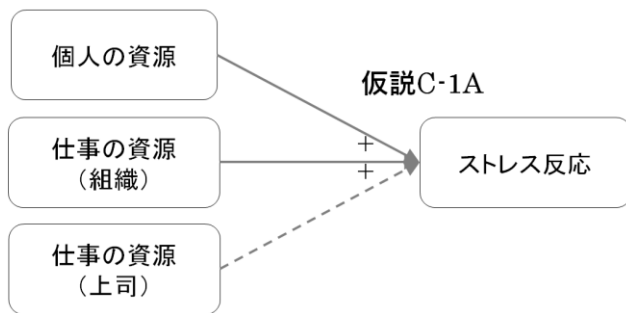 個人の資源
仮説C-1A
+
仕事の資源
（組織）
+
ストレス反応
仕事の資源
（上司）